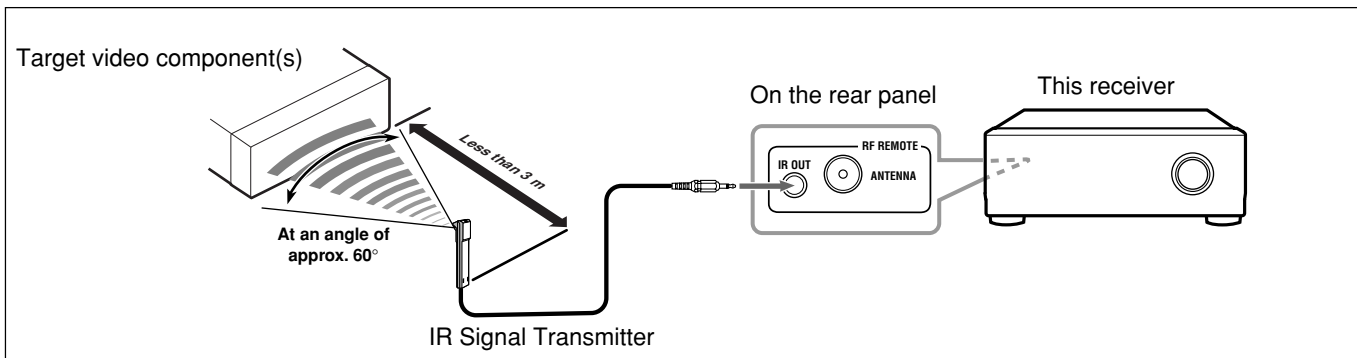 Target video component(s)
Less than 3 m
At an angle of
approx. 60°
IR Signal Transmitter
On the rear panel
RF REMOTE
IR OUT
ANTENNA
This receiver